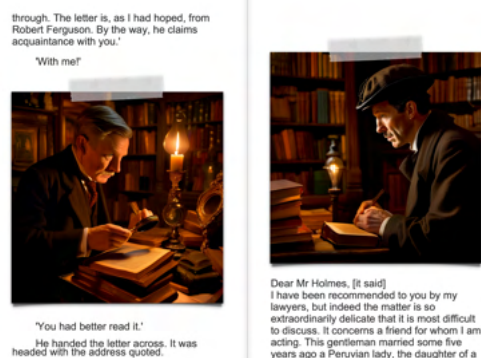 through. The letter is, as I had hoped, from
Robert Ferguson. By the way, he claims
acquaintance with you.'
'With me!'
'You had better read it.'
He handed the letter across. It was
headed with the address quoted.
Dear Mr Holmes, [it said]
I have been recommended to you by my
lawyers, but indeed the matter is so
extraordinarily delicate that it is most difficult
to discuss. It concerns a friend for whom I am
acting. This gentleman married some five
years ago a Peruvian lady, the daughter of a